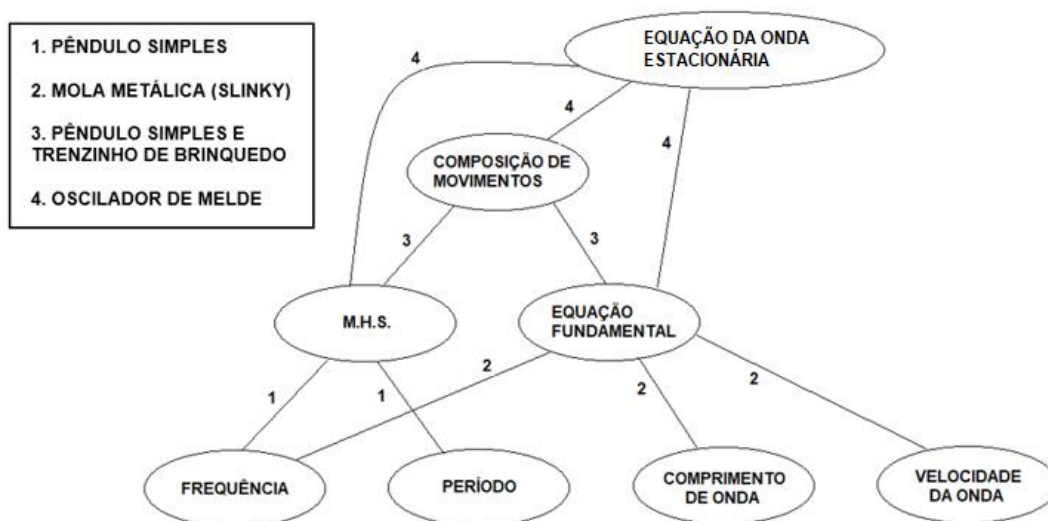 1. PÊNDULO SIMPLES
2. MOLA METÁLICA (SLINKY)
3. PÊNDULO SIMPLES E
TRENZINHO DE BRINQUEDO
4. OSCILADOR DE MELDE
EQUAÇÃO DA ONDA
ESTACIONÁRIA
4
4
4
COMPOSIÇÃO DE
MOVIMENTOS
3
3
M.H.S.
EQUAÇÃO
FUNDAMENTAL
1
1
2
2
2
FREQUÊNCIA
PERÍODO
COMPRIMENTO
DE ONDA
VELOCIDADE
DA ONDA